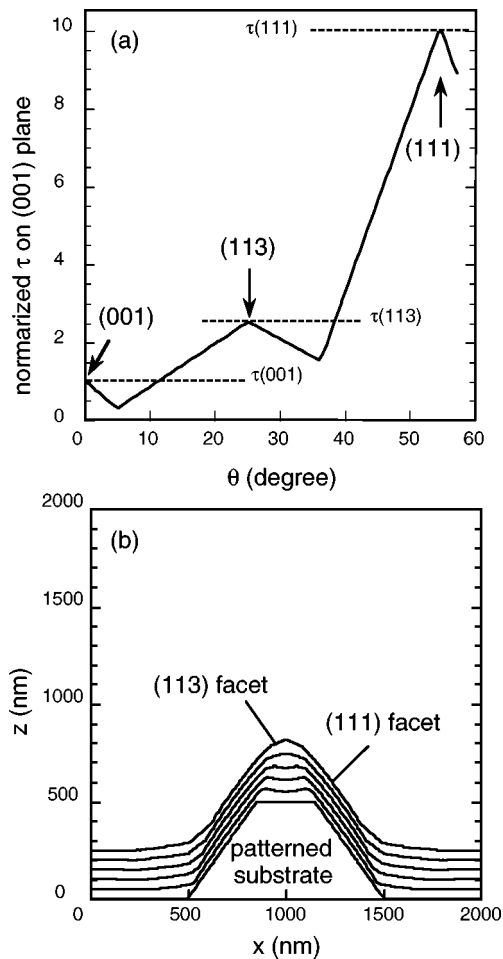 (a)
normarized τ on (001) plane
10
8
6
4
2
0
τ(111)
(111)
(113)
τ(113)
(001)
τ(001)
0 10 20 30 40 50 60
θ (degree)
(b)
z (nm)
2000
1500
1000
500
0
(113) facet
(111) facet
patterned
substrate
0 500 1000 1500 2000
x (nm)